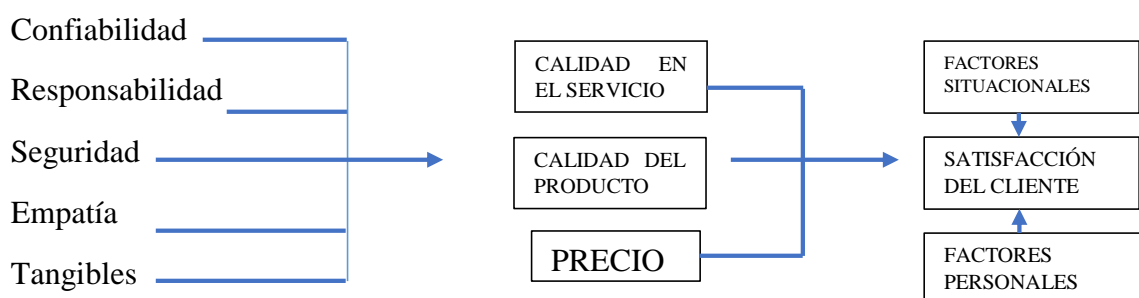 Confiabilidad
Responsabilidad
Seguridad
Empatía
Tangibles
CALIDAD EN
EL SERVICIO
CALIDAD DEL
PRODUCTO
PRECIO
FACTORES
SITUACIONALES
SATISFACCIÓN
DEL CLIENTE
FACTORES
PERSONALES